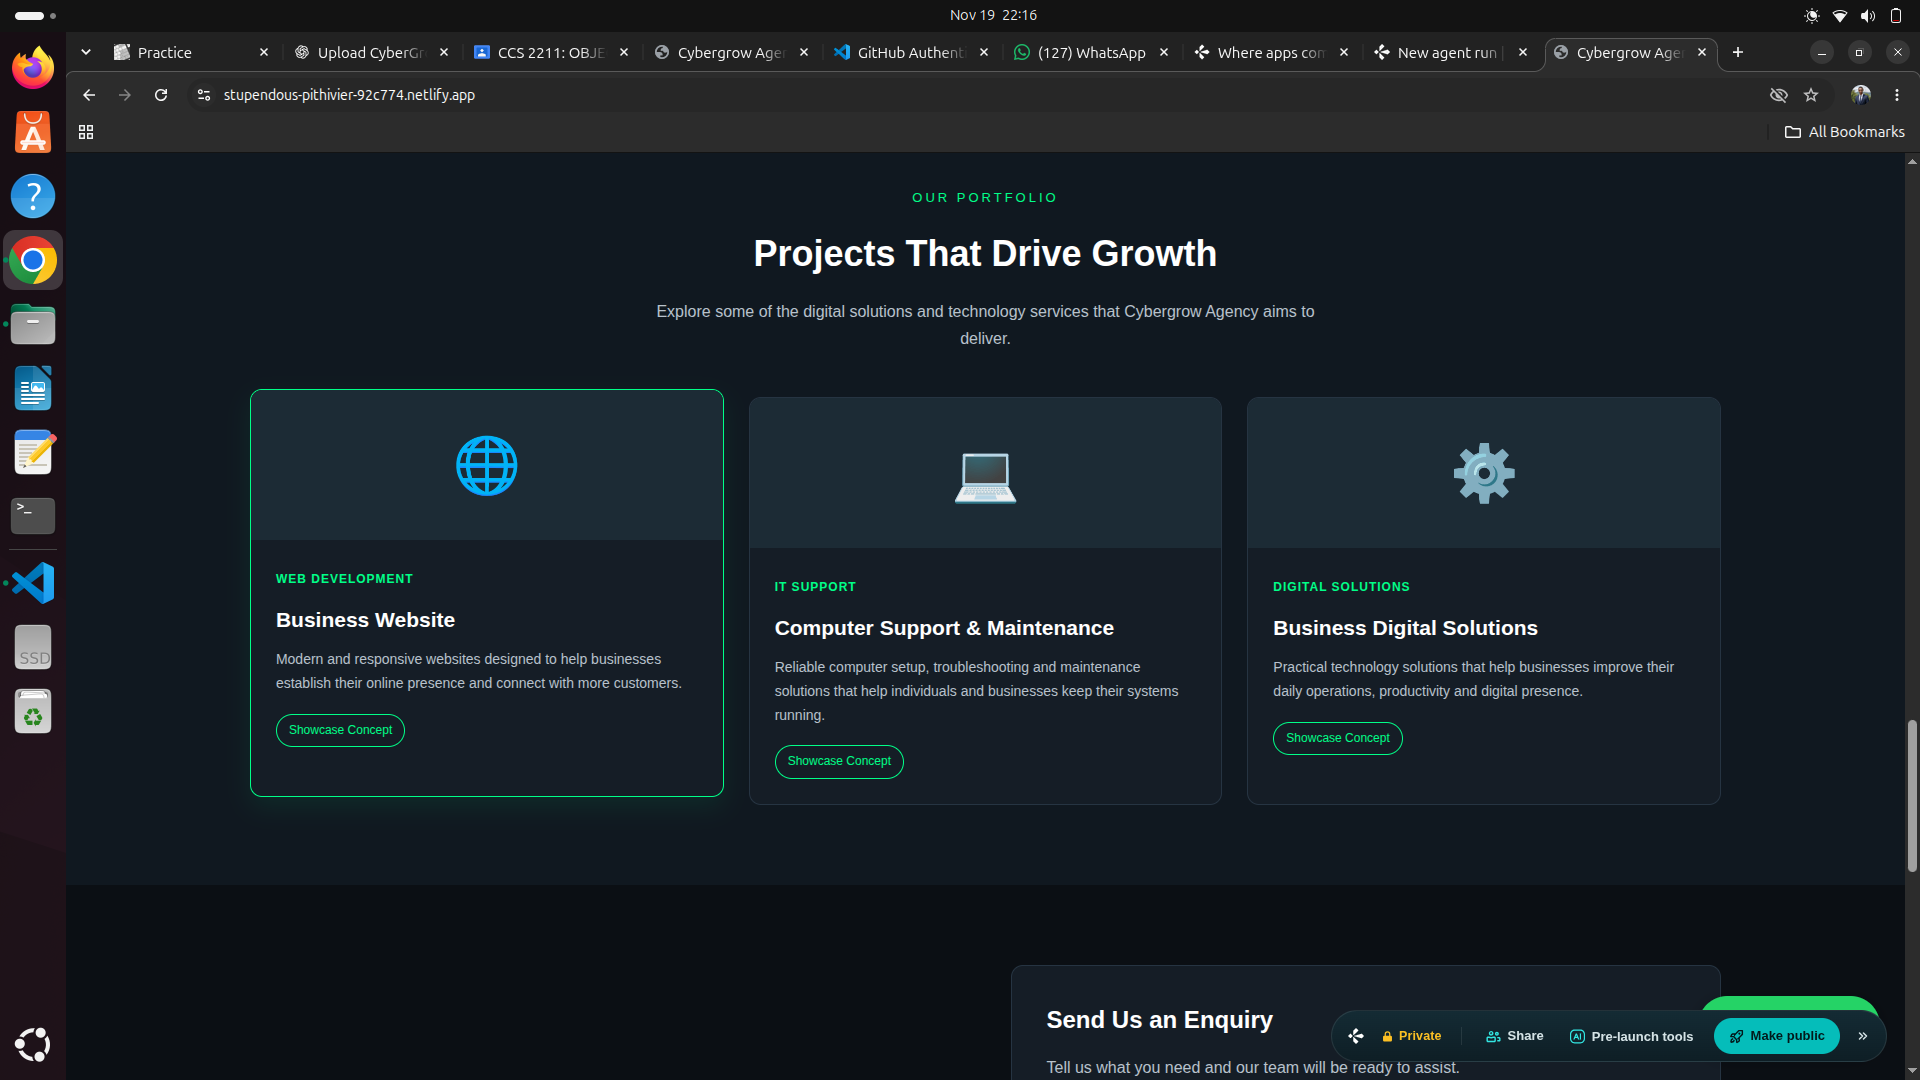 Nov 19 22:16
Practice
Upload CyberGr
CCS 2211: OBJE
Cybergrow Age
GitHub Authent
(127) WhatsApp
Where apps com
New agent run |
Cybergrow Age
stupendous-pithivier-92c774.netlify.app
All Bookmarks
OUR PORTFOLIO
Projects That Drive Growth
Explore some of the digital solutions and technology services that Cybergrow Agency aims to
deliver.
WEB DEVELOPMENT
Business Website
Modern and responsive websites designed to help businesses
establish their online presence and connect with more customers.
Showcase Concept
IT SUPPORT
Computer Support & Maintenance
Reliable computer setup, troubleshooting and maintenance
solutions that help individuals and businesses keep their systems
running.
Showcase Concept
DIGITAL SOLUTIONS
Business Digital Solutions
Practical technology solutions that help businesses improve their
daily operations, productivity and digital presence.
Showcase Concept
Send Us an Enquiry
Tell us what you need and our team will be ready to assist.
Private
Share
AI
Pre-launch tools
Make public
>_
SSD